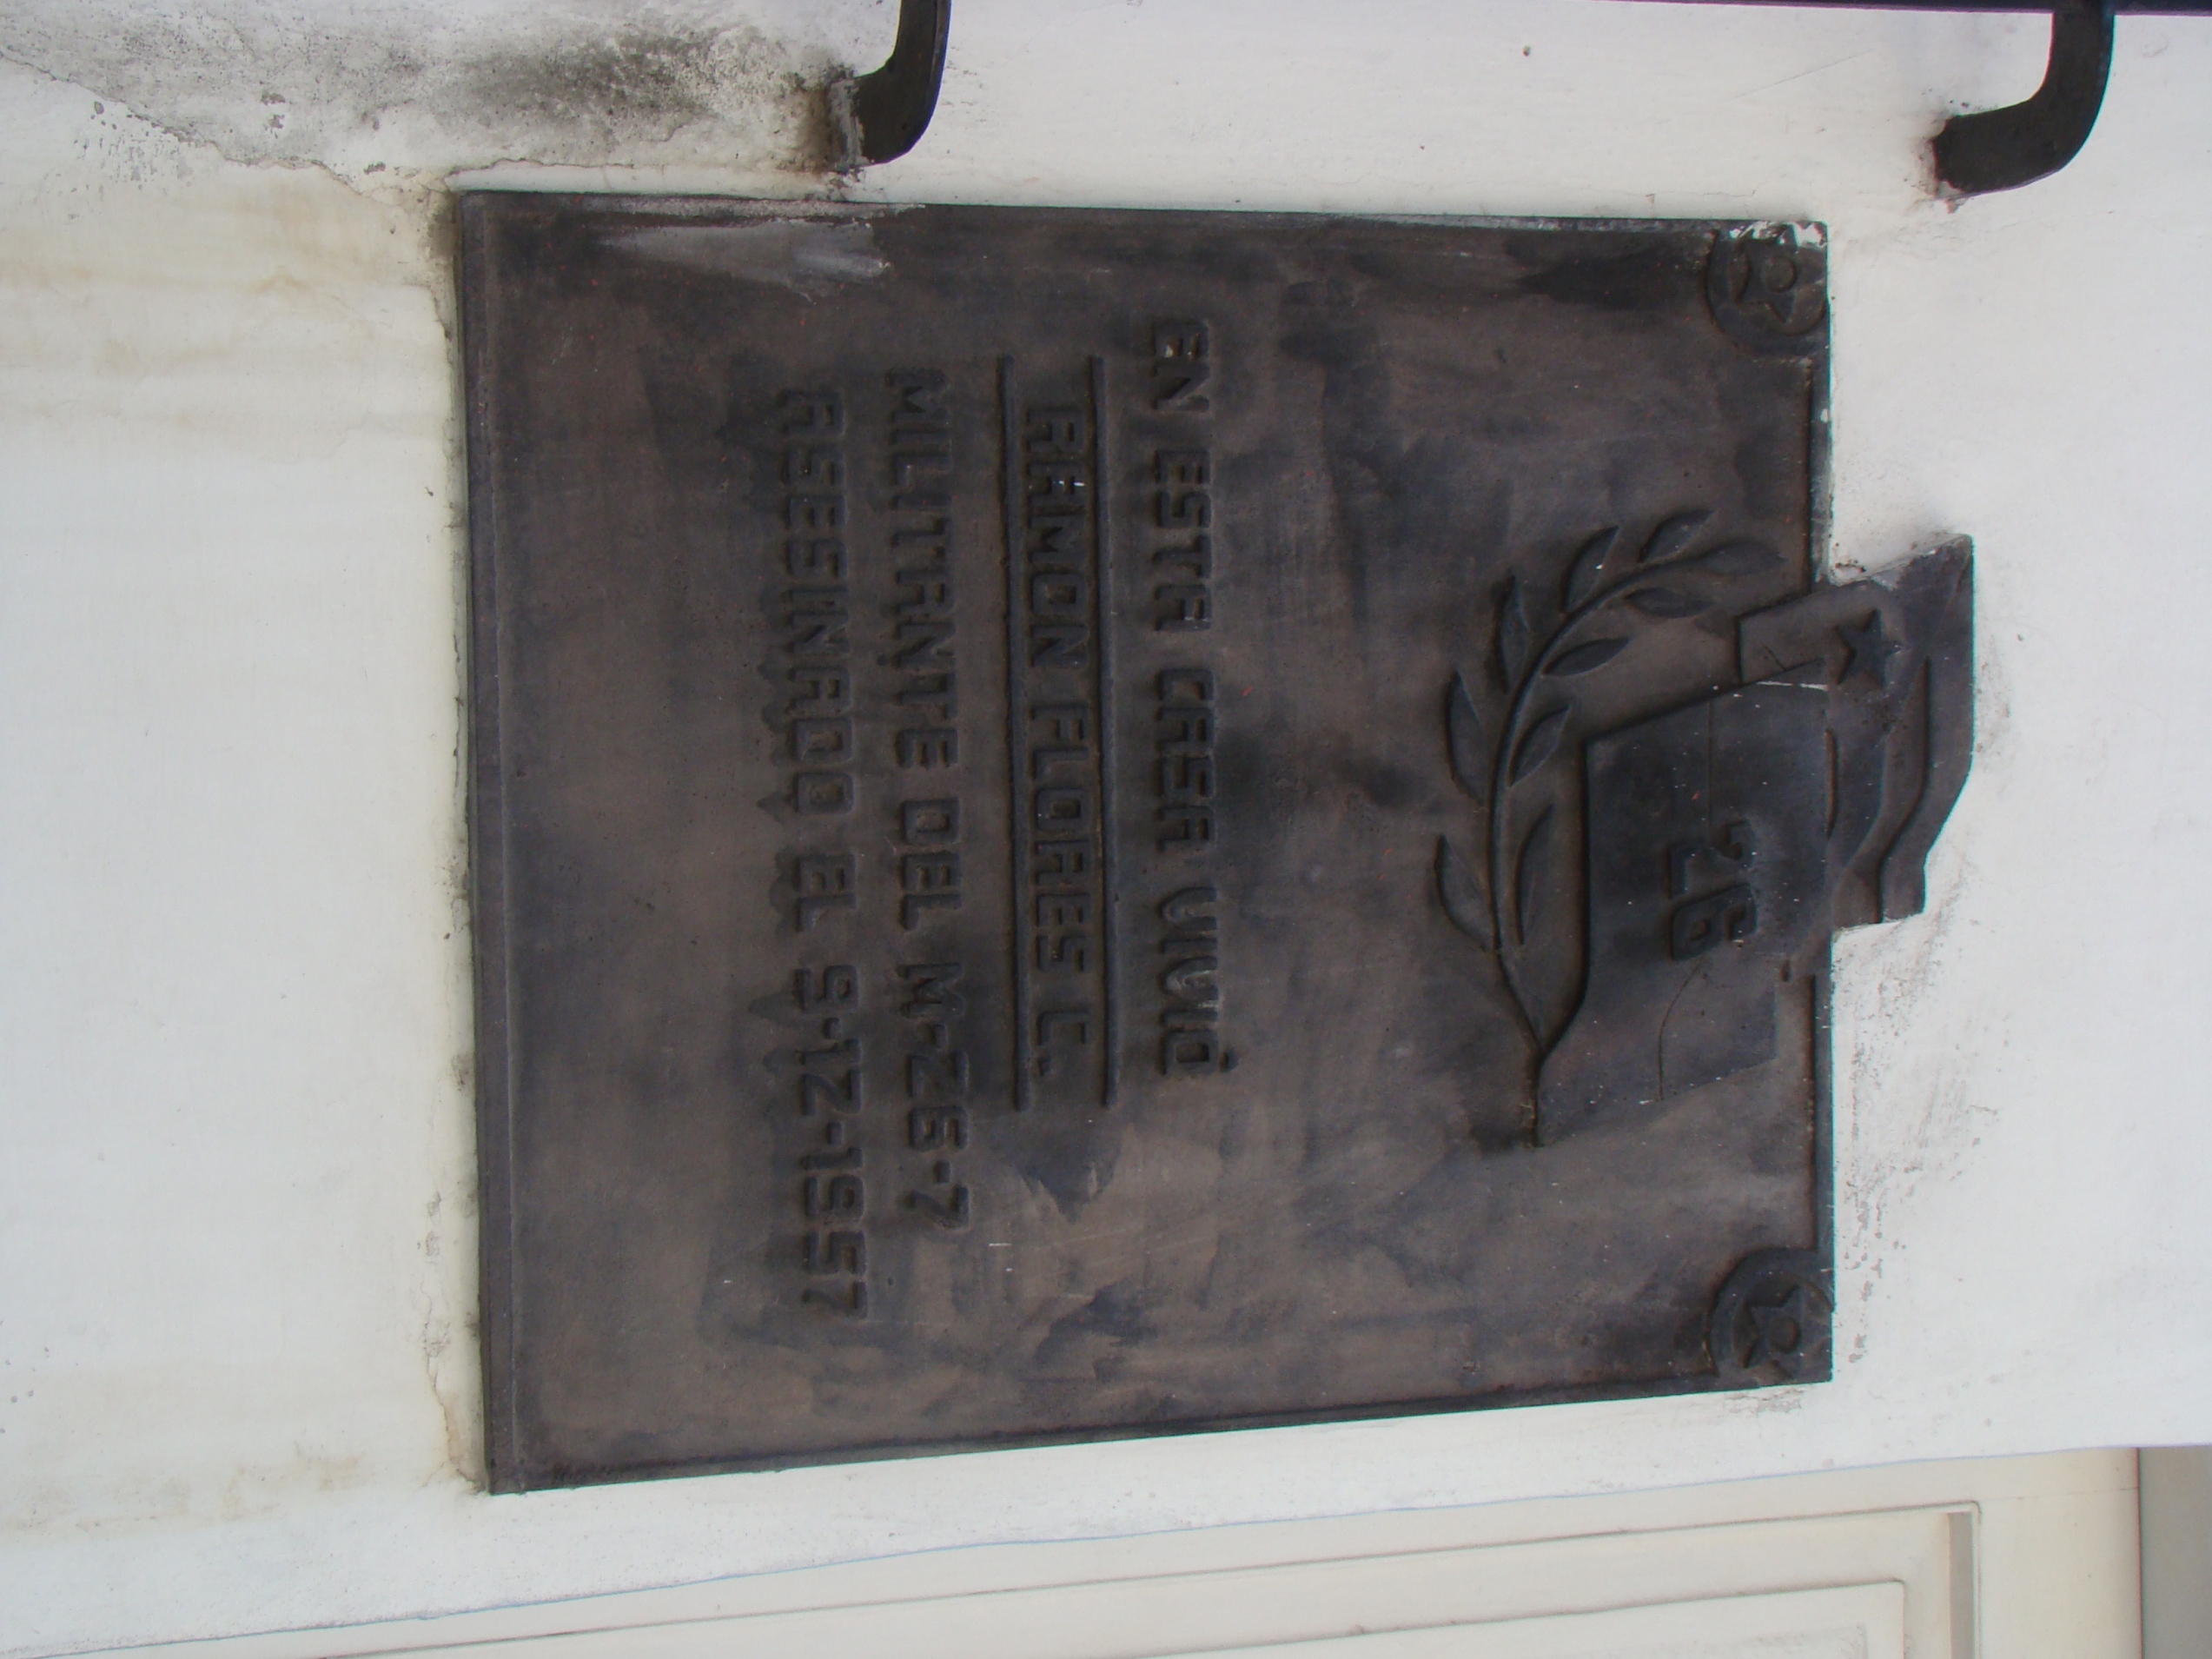 26
EN ESTA CASA VIVIÓ
RAMON FLORES C.
MILITANTE DEL M-26-7
ASESINADO EL 9-12-1957